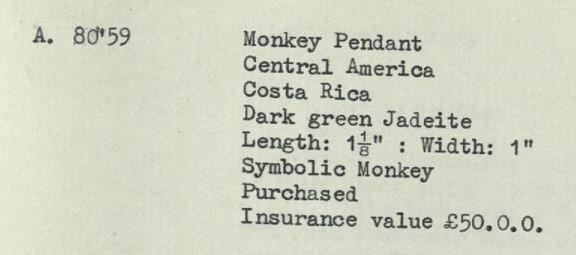 A. 80'59 Monkey Pendant
Central America
Costa Rica
Dark green Jadeite
Length: 1⅛" : Width: 1"
Symbolic Monkey
Purchased
Insurance value £50.0.0.